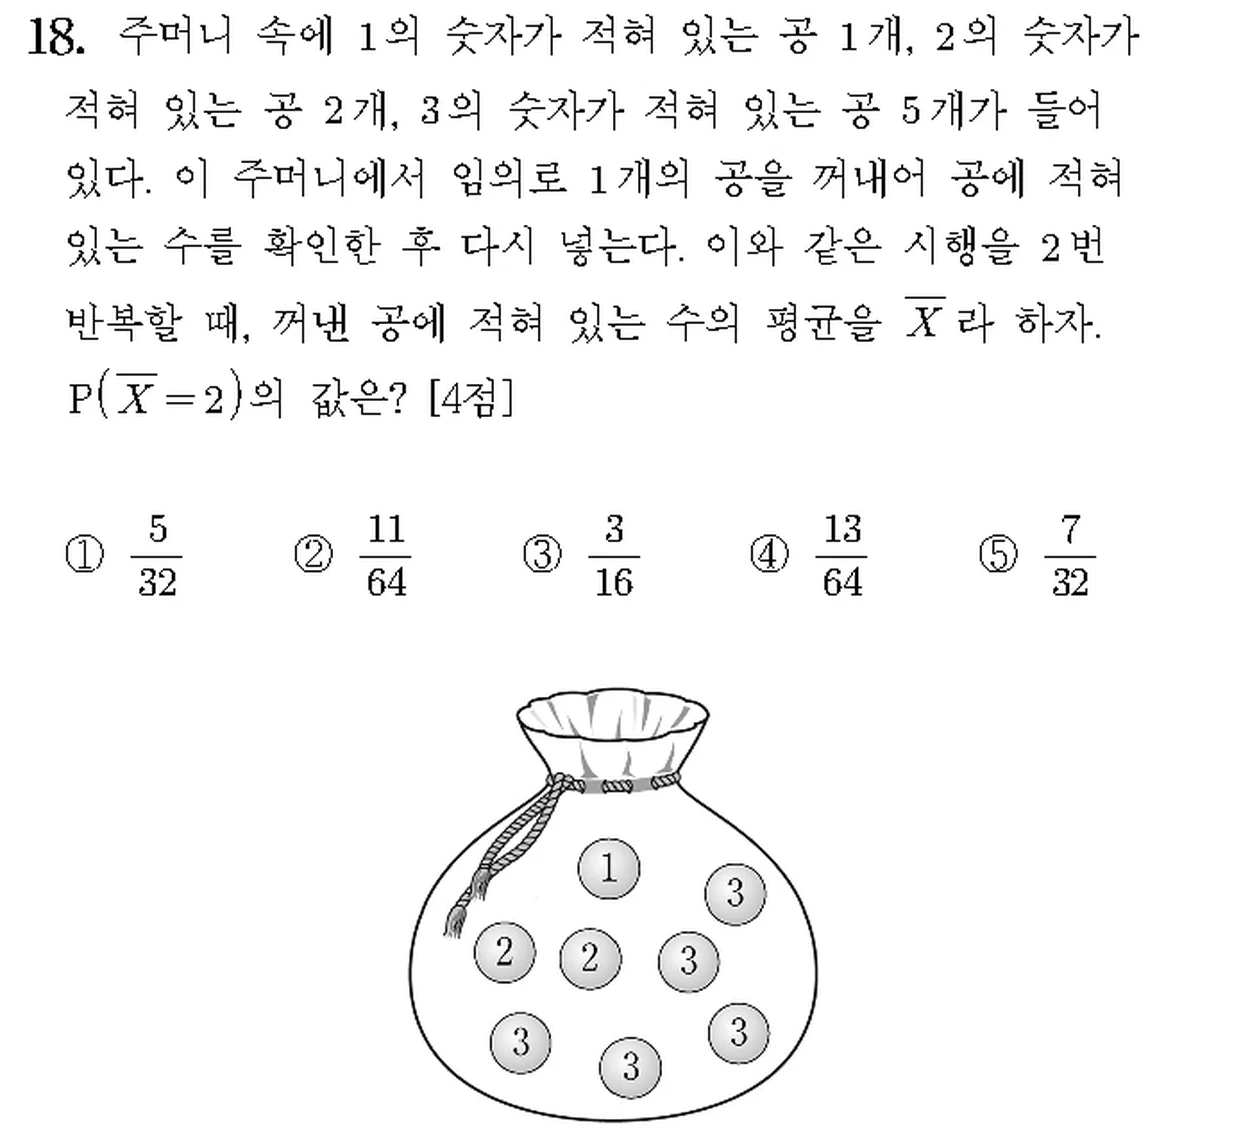 18. 주머니 속에 1의 숫자가 적혀 있는 공 1개, 2의 숫자가
적혀 있는 공 2개, 3의 숫자가 적혀 있는 공 5개가 들어
있다. 이 주머니에서 임의로 1개의 공을 꺼내어 공에 적혀
있는 수를 확인한 후 다시 넣는다. 이와 같은 시행을 2번
반복할 때, 꺼낸 공에 적혀 있는 수의 평균을 X̄ 라 하자.
P(X̄ = 2)의 값은? [4점]
① 5/32 ② 11/64 ③ 3/16 ④ 13/64 ⑤ 7/32
1
3
2 2 3
3 3 3